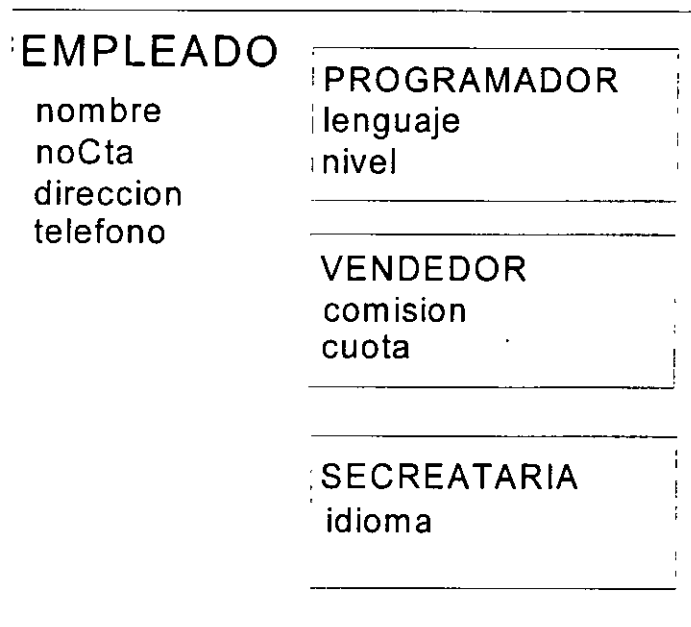 EMPLEADO
nombre
noCta
direccion
telefono
PROGRAMADOR
lenguaje
nivel
VENDEDOR
comision
cuota
SECREATARIA
idioma